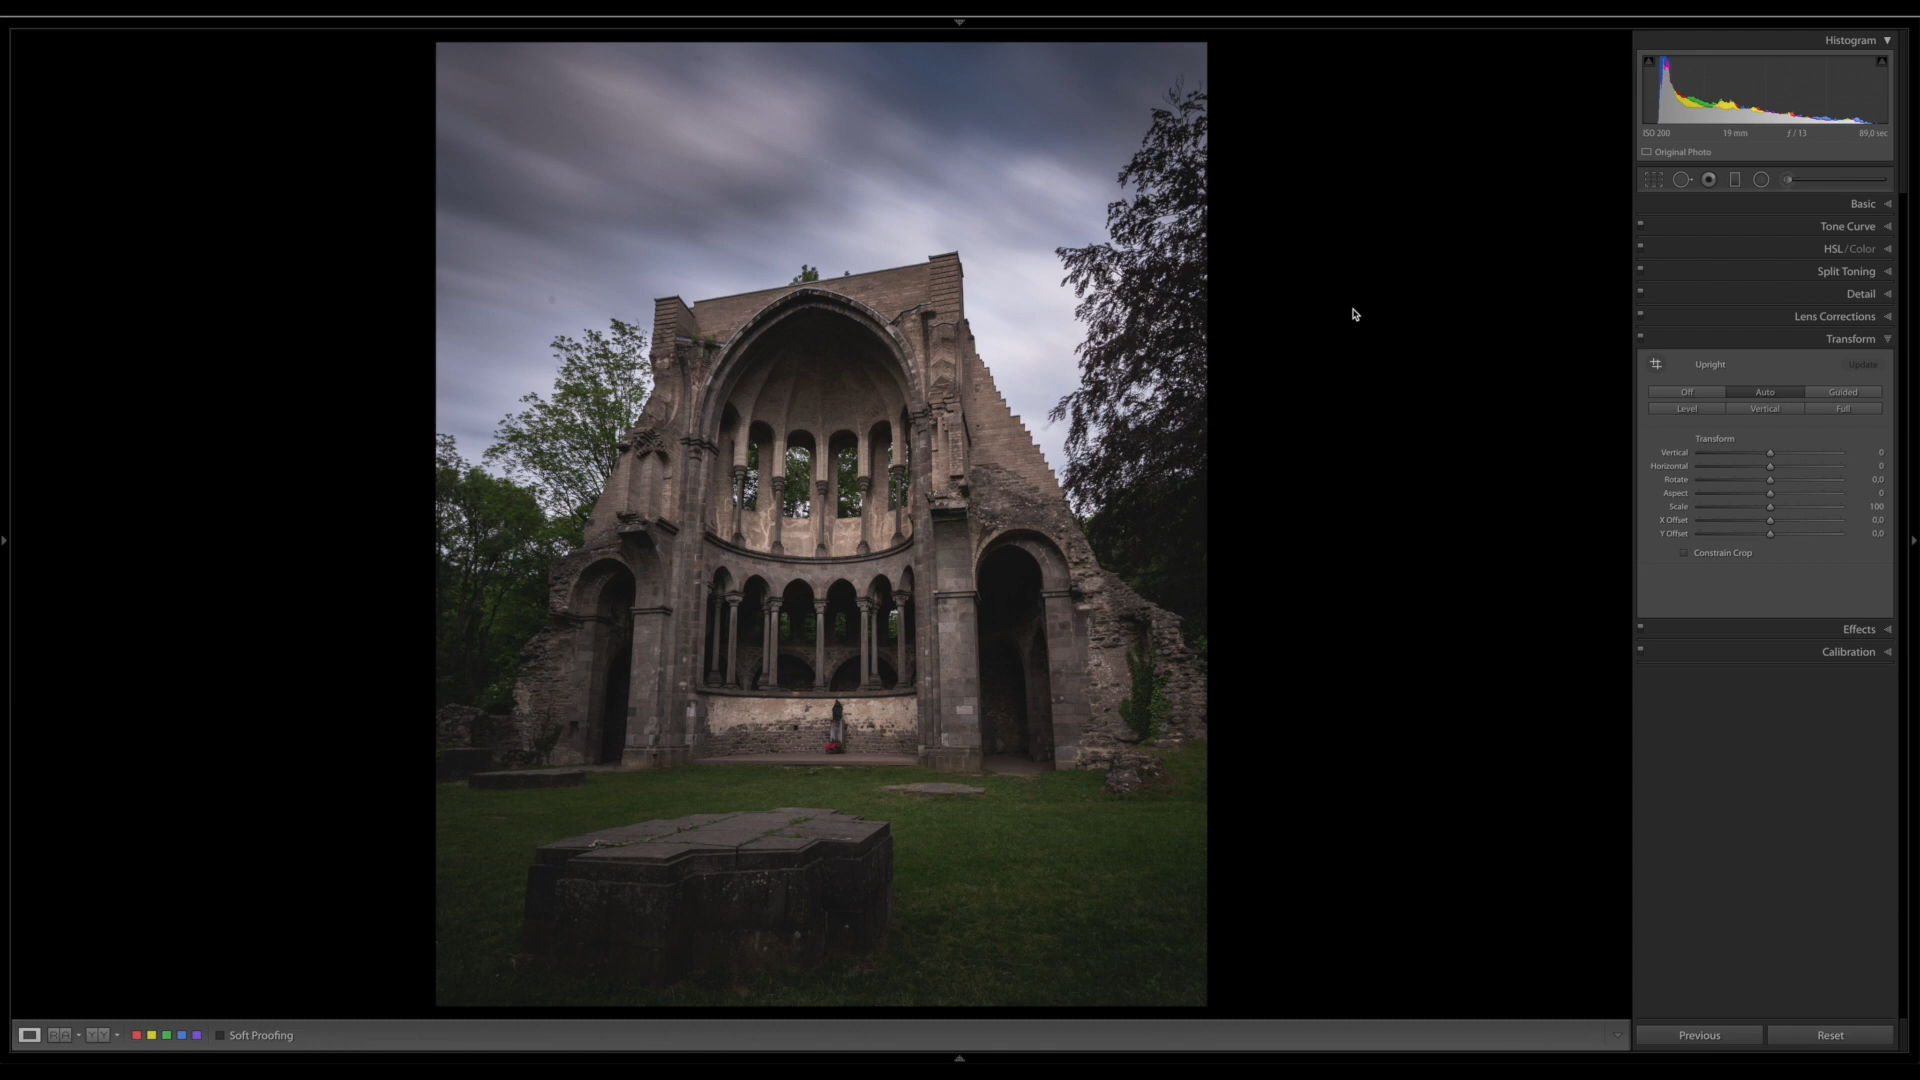 Histogram
ISO 200 19 mm ƒ / 13 89,0 sec
Original Photo
Basic
Tone Curve
HSL / Color
Split Toning
Detail
Lens Corrections
Transform
Upright Update
Off Auto Guided
Level Vertical Full
Transform
Vertical 0
Horizontal 0
Rotate 0,0
Aspect 0
Scale 100
X Offset 0,0
Y Offset 0,0
Constrain Crop
Effects
Calibration
R A Y Y Soft Proofing
Previous Reset